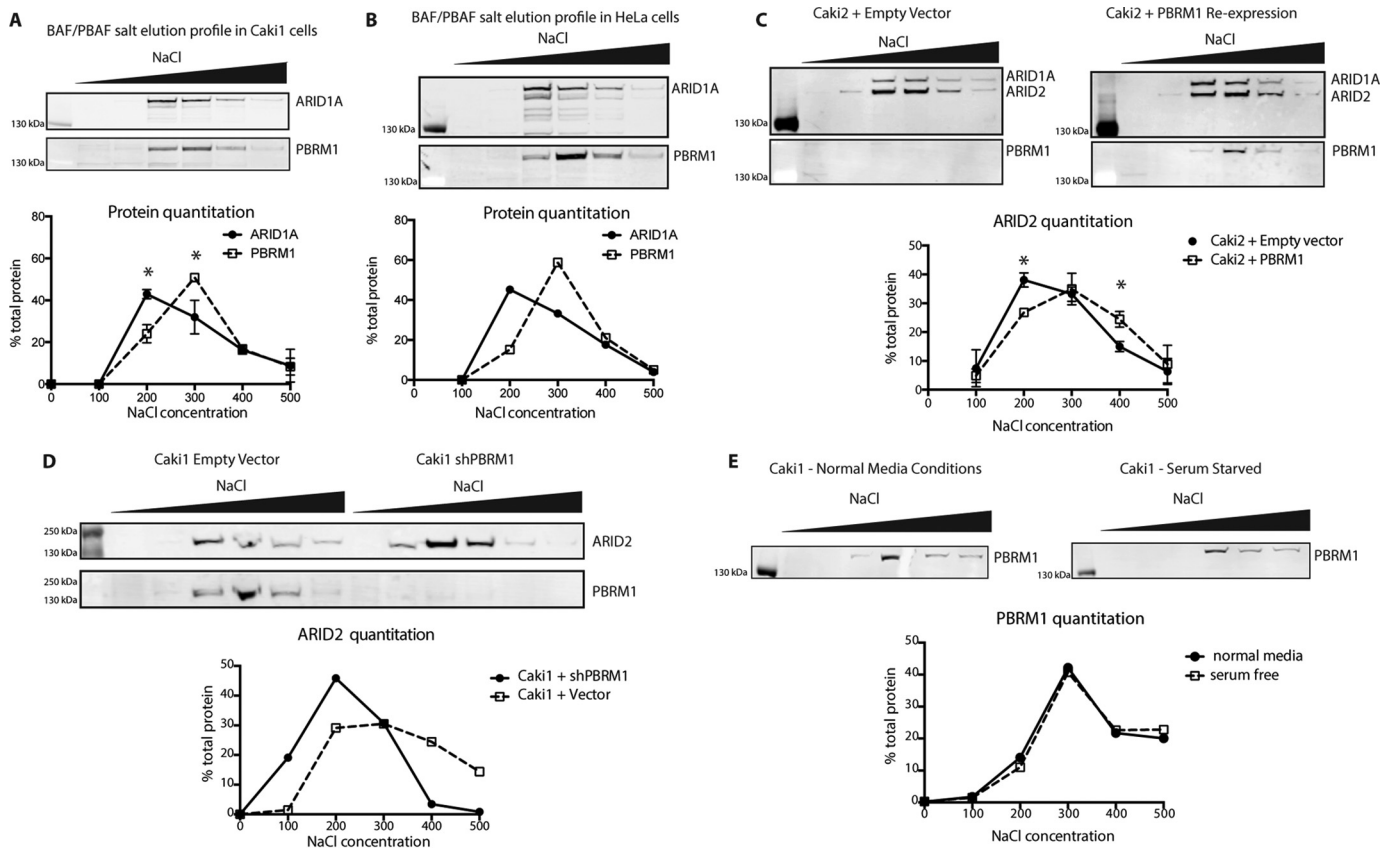 A
BAF/PBAF salt elution profile in Caki1 cells
NaCl
ARID1A
130 kDa
PBRM1
130 kDa
Protein quantitation
ARID1A
PBRM1
* *
% total protein
80
60
40
20
0
0 100 200 300 400 500
NaCl concentration
B
BAF/PBAF salt elution profile in HeLa cells
NaCl
ARID1A
130 kDa
PBRM1
130 kDa
Protein quantitation
ARID1A
PBRM1
% total protein
80
60
40
20
0
0 100 200 300 400 500
NaCl concentration
C
Caki2 + Empty Vector
NaCl
ARID1A
ARID2
130 kDa
PBRM1
130 kDa
Caki2 + PBRM1 Re-expression
NaCl
ARID1A
ARID2
130 kDa
PBRM1
130 kDa
ARID2 quantitation
Caki2 + Empty vector
Caki2 + PBRM1
* *
% total protein
50
40
30
20
10
0
0 100 200 300 400 500
NaCl concentration
D
Caki1 Empty Vector
Caki1 shPBRM1
NaCl
NaCl
250 kDa
130 kDa
ARID2
250 kDa
130 kDa
PBRM1
ARID2 quantitation
Caki1 + shPBRM1
Caki1 + Vector
% total protein
50
40
30
20
10
0
0 100 200 300 400 500
NaCl concentration
E
Caki1 - Normal Media Conditions
NaCl
PBRM1
130 kDa
Caki1 - Serum Starved
NaCl
PBRM1
130 kDa
PBRM1 quantitation
normal media
serum free
% total protein
50
40
30
20
10
0
0 100 200 300 400 500
NaCl concentration